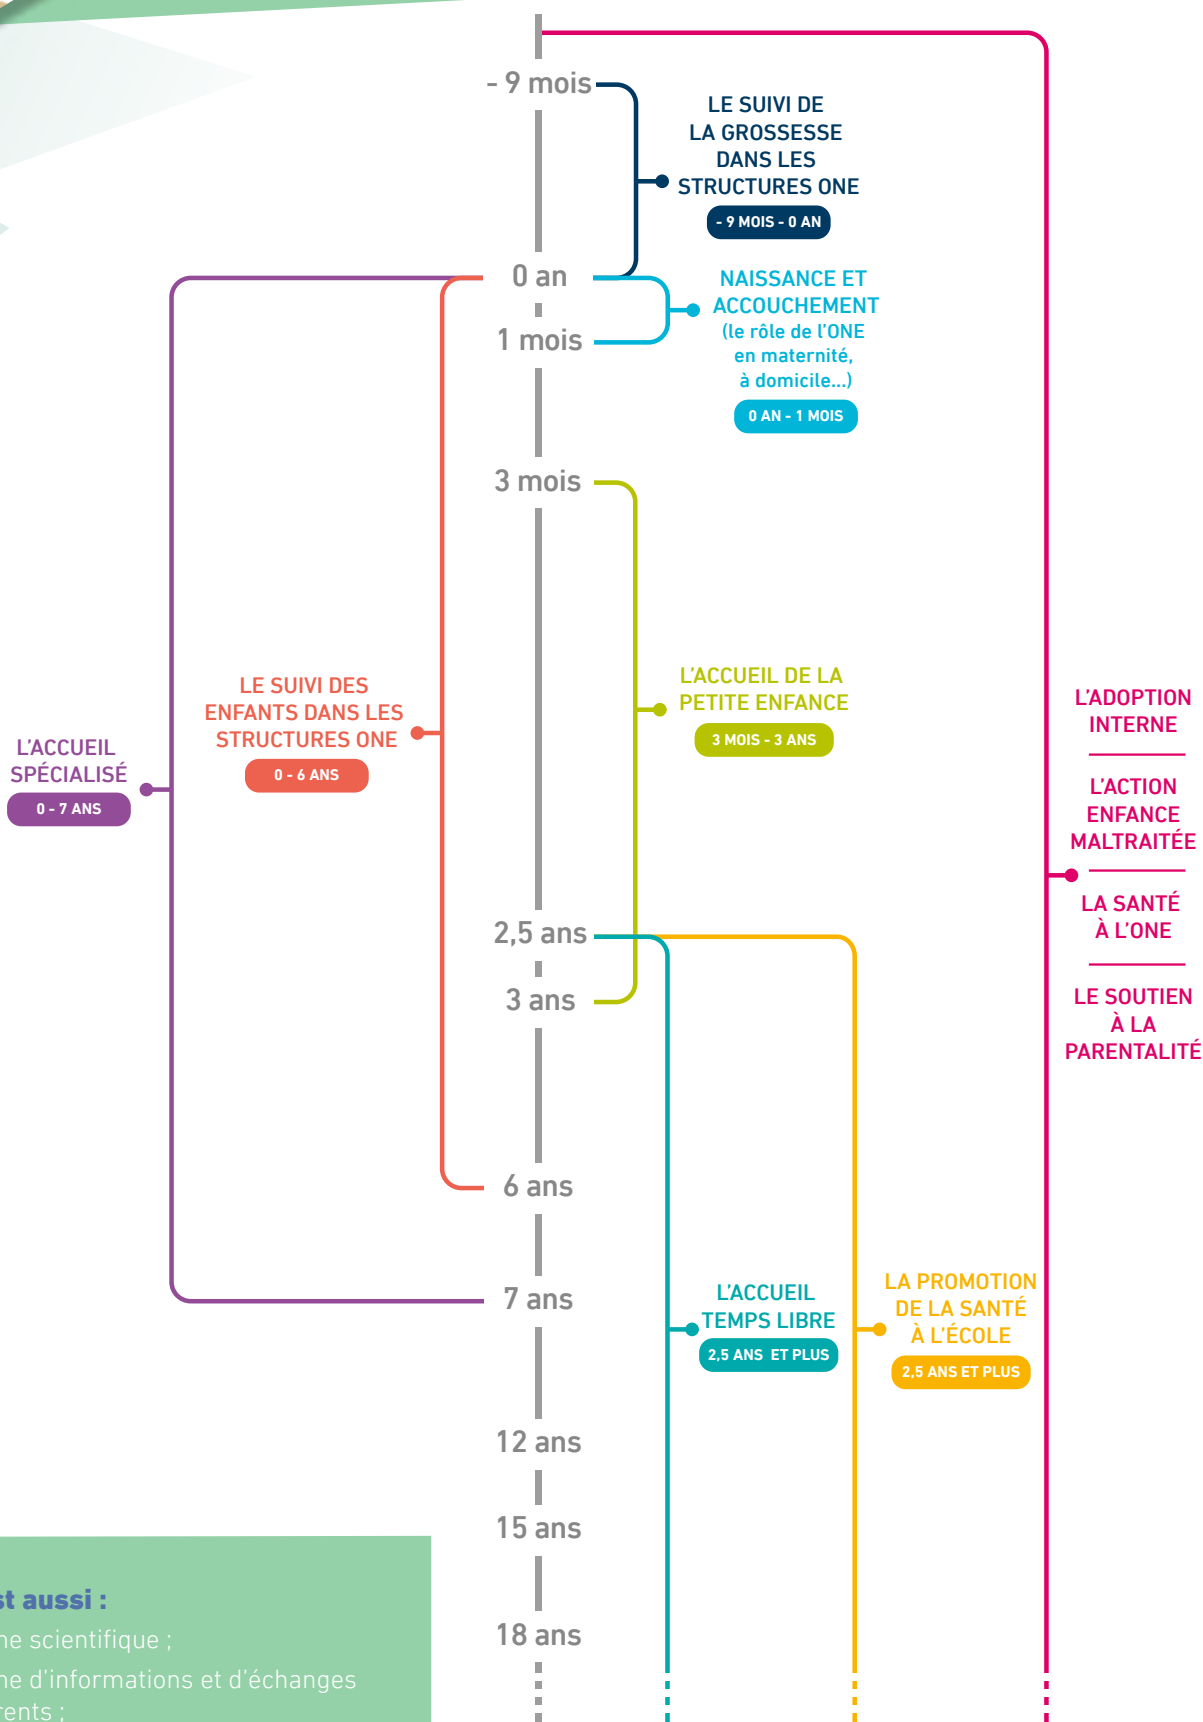 - 9 mois
LE SUIVI DE
LA GROSSESSE
DANS LES
STRUCTURES ONE
- 9 MOIS - 0 AN
0 an
NAISSANCE ET
ACCOUCHEMENT
(le rôle de l'ONE
en maternité,
à domicile...)
0 AN - 1 MOIS
1 mois
3 mois
L'ACCUEIL DE LA
PETITE ENFANCE
3 MOIS - 3 ANS
LE SUIVI DES
ENFANTS DANS LES
STRUCTURES ONE
0 - 6 ANS
L'ACCUEIL
SPÉCIALISÉ
0 - 7 ANS
L'ADOPTION
INTERNE
L'ACTION
ENFANCE
MALTRAITÉE
LA SANTÉ
À L'ONE
LE SOUTIEN
À LA
PARENTALITÉ
2,5 ans
3 ans
6 ans
7 ans
L'ACCUEIL
TEMPS LIBRE
2,5 ANS ET PLUS
LA PROMOTION
DE LA SANTÉ
À L'ÉCOLE
2,5 ANS ET PLUS
12 ans
15 ans
18 ans
aussi :
scientifique ;
d'informations et d'échanges